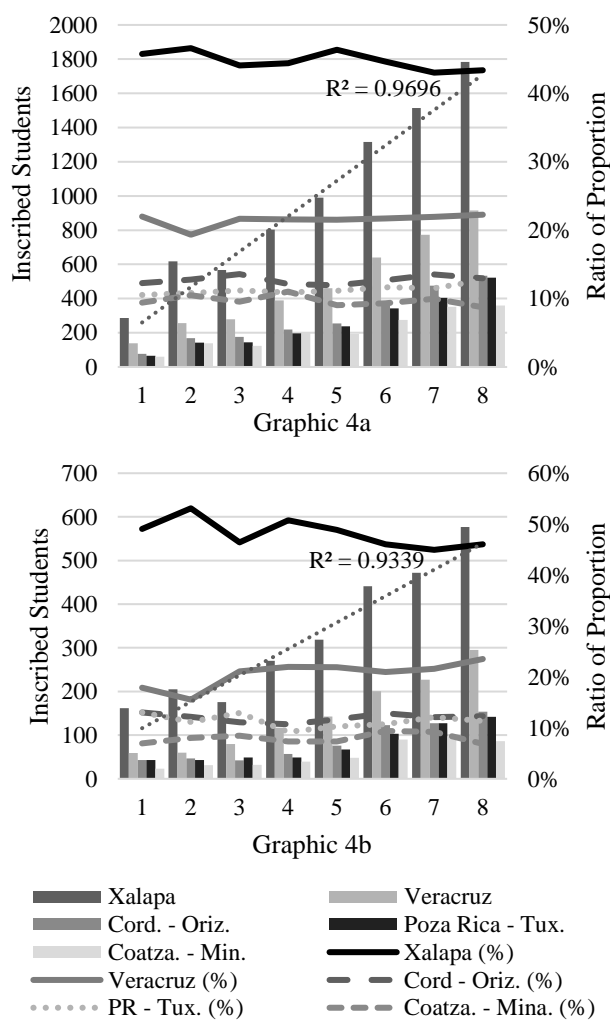 2000
1800
1600
1400
1200
1000
800
600
400
200
0
Inscribed Students
50%
40%
30%
20%
10%
0%
Ratio of Proportion
R² = 0.9696
1 2 3 4 5 6 7 8
Graphic 4a
700
600
500
400
300
200
100
0
Inscribed Students
60%
50%
40%
30%
20%
10%
0%
Ratio of Proportion
R² = 0.9339
1 2 3 4 5 6 7 8
Graphic 4b
Xalapa Veracruz
Cord. - Oriz. Poza Rica - Tux.
Coatza. - Min. Xalapa (%)
Veracruz (%) Cord - Oriz. (%)
PR - Tux. (%) Coatza. - Mina. (%)